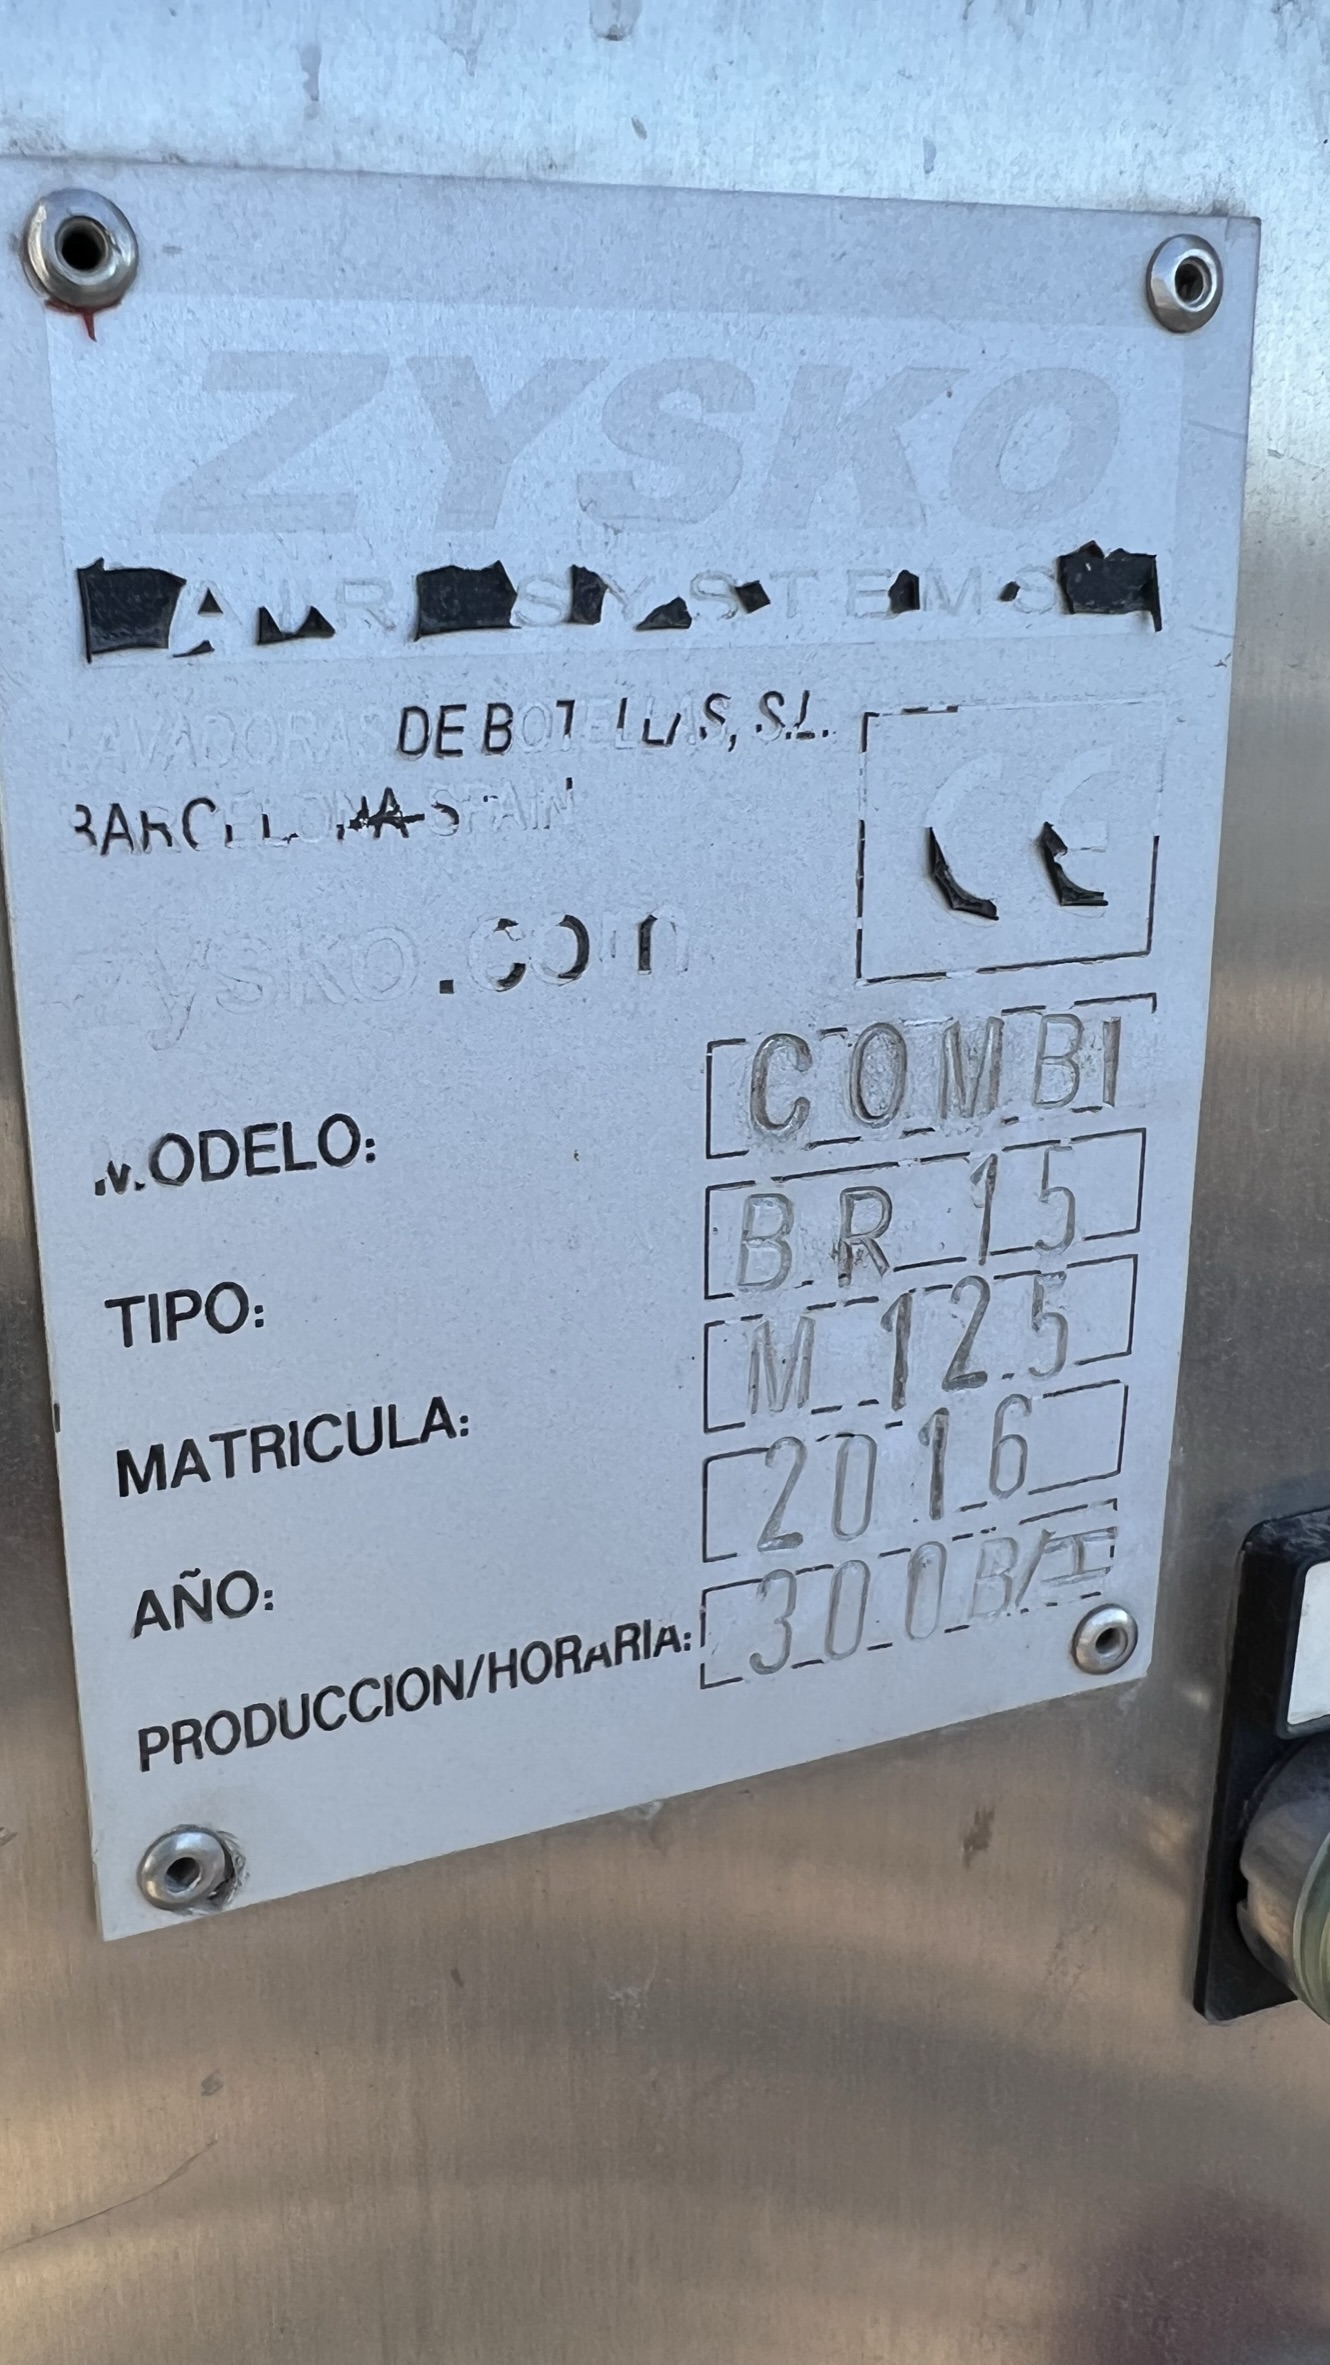 ZYSKO
AIR SYSTEMS
LAVADORAS DE BOTELLAS, S.L.
BARCELONA-SPAIN
zysko.com
CE
MODELO: COMBI
TIPO: BR 15
MATRICULA: M 125
AÑO: 2016
PRODUCCION/HORARIA: 300B/H